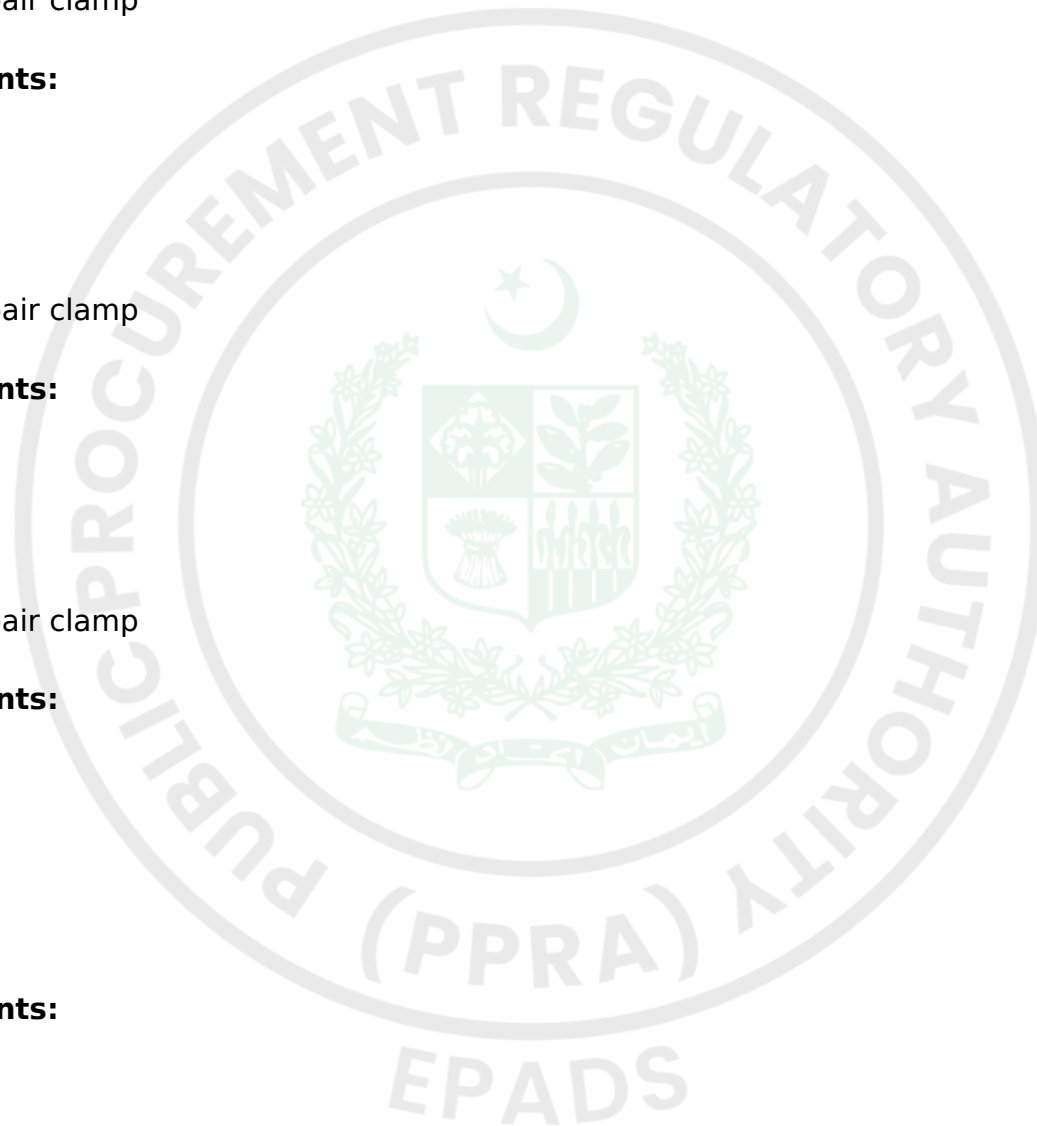 air clamp
nts:
air clamp
nts:
air clamp
nts:
nts:
PUBLIC PROCUREMENT REGULATORY AUTHORITY
(PPRA)
EPADS